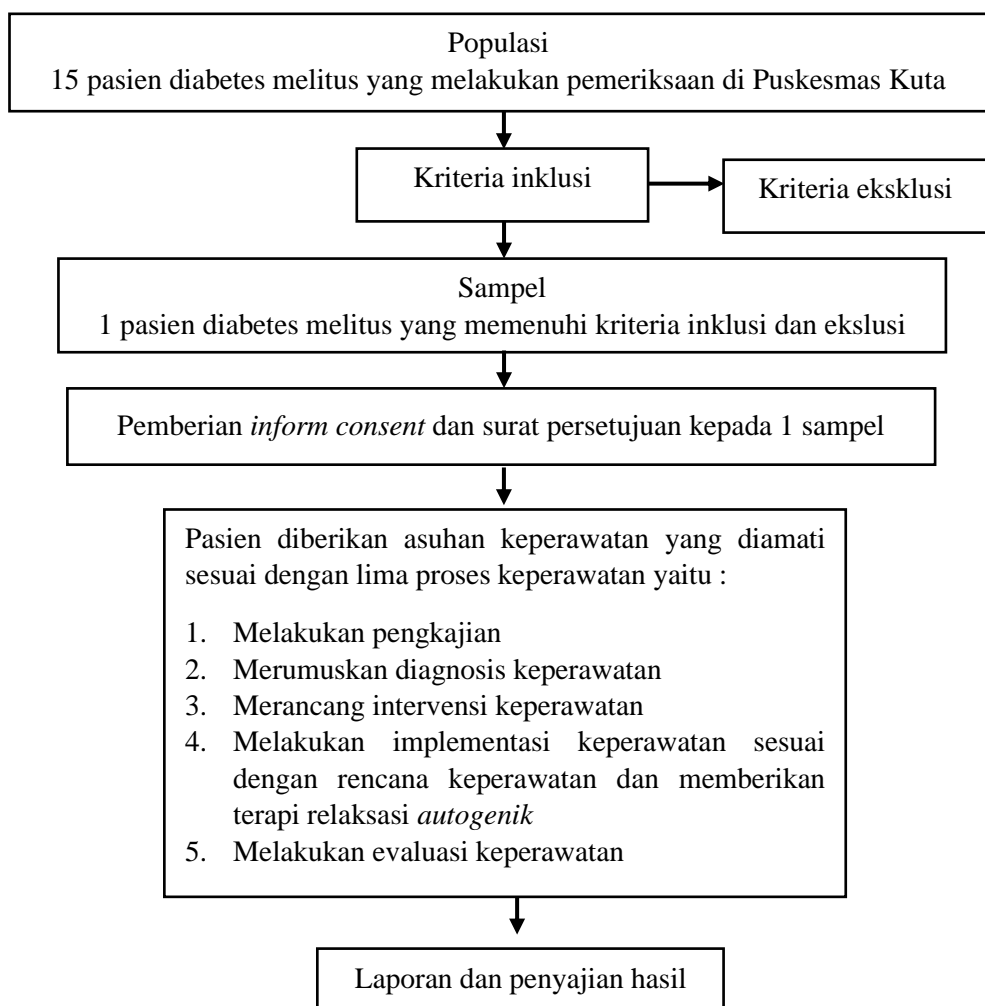 Populasi
15 pasien diabetes melitus yang melakukan pemeriksaan di Puskesmas Kuta
Kriteria inklusi
Kriteria eksklusi
Sampel
1 pasien diabetes melitus yang memenuhi kriteria inklusi dan ekslusi
Pemberian inform consent dan surat persetujuan kepada 1 sampel
Pasien diberikan asuhan keperawatan yang diamati
sesuai dengan lima proses keperawatan yaitu :
1. Melakukan pengkajian
2. Merumuskan diagnosis keperawatan
3. Merancang intervensi keperawatan
4. Melakukan implementasi keperawatan sesuai
dengan rencana keperawatan dan memberikan
terapi relaksasi autogenik
5. Melakukan evaluasi keperawatan
Laporan dan penyajian hasil